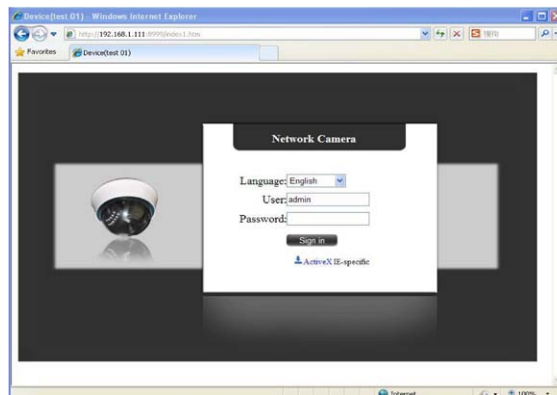 Device(test 01) - Windows Internet Explorer
http://192.168.1.111:8999/index1.htm
Favorites
Device(test 01)
Network Camera
Language: English
User: admin
Password:
Sign in
ActiveX IE-specific
Internet
100%